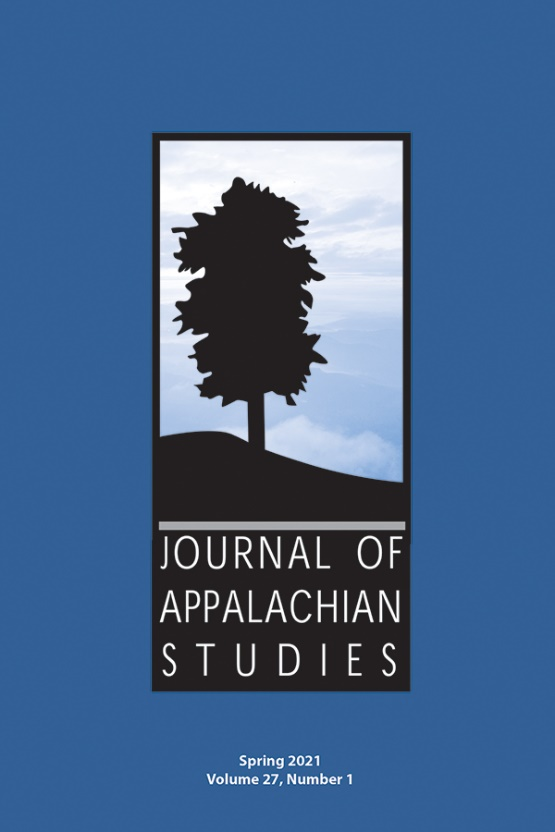 JOURNAL OF
APPALACHIAN
STUDIES
Spring 2021
Volume 27, Number 1